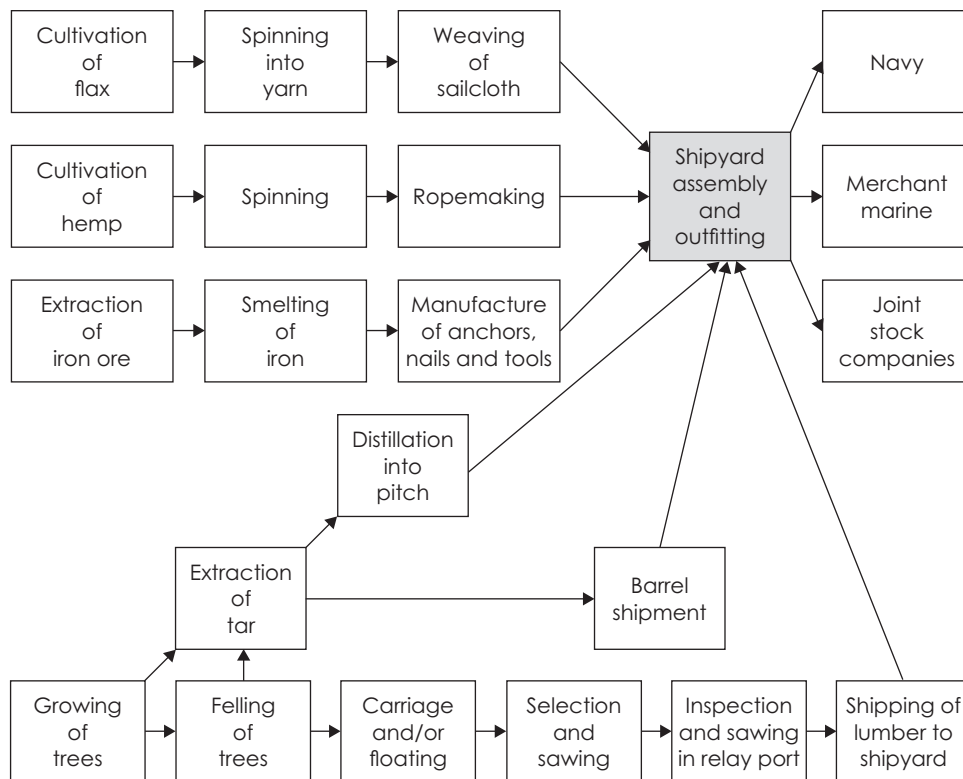 Cultivation
of
flax
Spinning
into
yarn
Weaving
of
sailcloth
Navy
Cultivation
of
hemp
Spinning
Ropemaking
Shipyard
assembly
and
outfitting
Merchant
marine
Extraction
of
iron ore
Smelting
of
iron
Manufacture
of anchors,
nails and tools
Joint
stock
companies
Distillation
into
pitch
Extraction
of
tar
Barrel
shipment
Growing
of
trees
Felling
of
trees
Carriage
and/or
floating
Selection
and
sawing
Inspection
and sawing
in relay port
Shipping of
lumber to
shipyard